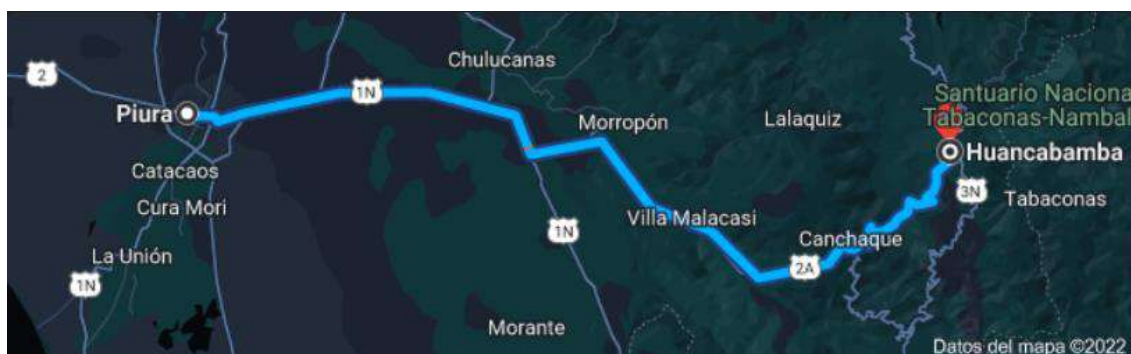 Chulucanas
2
1N
Santuario Naciona
Tabaconas-Nambal
Piura
Morropón
Lalaquiz
Huancabamba
Catacaos
3N
Tabaconas
Cura Mori
Villa Malacasi
1N
Canchaque
La Unión
2A
1N
Morante
Datos del mapa ©2022